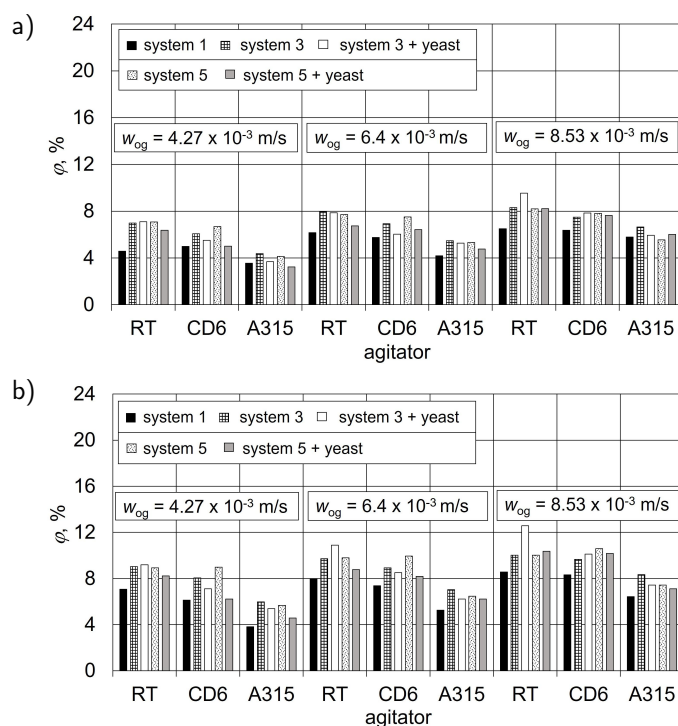 a)
24
20
16
12
8
4
0
φ, %
system 1 system 3 system 3 + yeast
system 5 system 5 + yeast
w_og = 4.27 x 10^-3 m/s w_og = 6.4 x 10^-3 m/s w_og = 8.53 x 10^-3 m/s
RT CD6 A315 RT CD6 A315 RT CD6 A315
agitator
b)
24
20
16
12
8
4
0
φ, %
system 1 system 3 system 3 + yeast
system 5 system 5 + yeast
w_og = 4.27 x 10^-3 m/s w_og = 6.4 x 10^-3 m/s w_og = 8.53 x 10^-3 m/s
RT CD6 A315 RT CD6 A315 RT CD6 A315
agitator